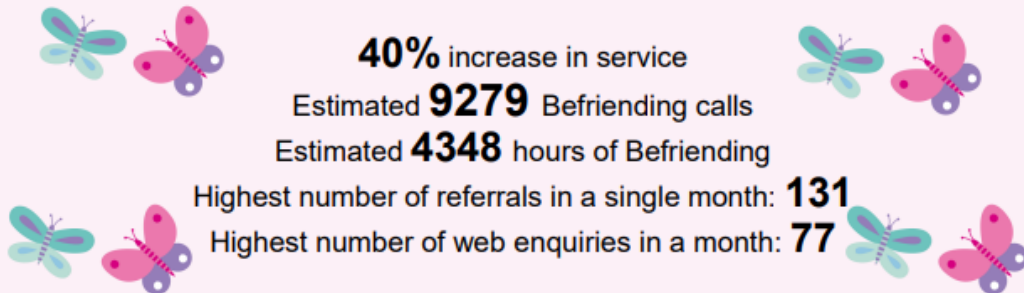 40% increase in service
Estimated 9279 Befriending calls
Estimated 4348 hours of Befriending
Highest number of referrals in a single month: 131
Highest number of web enquiries in a month: 77